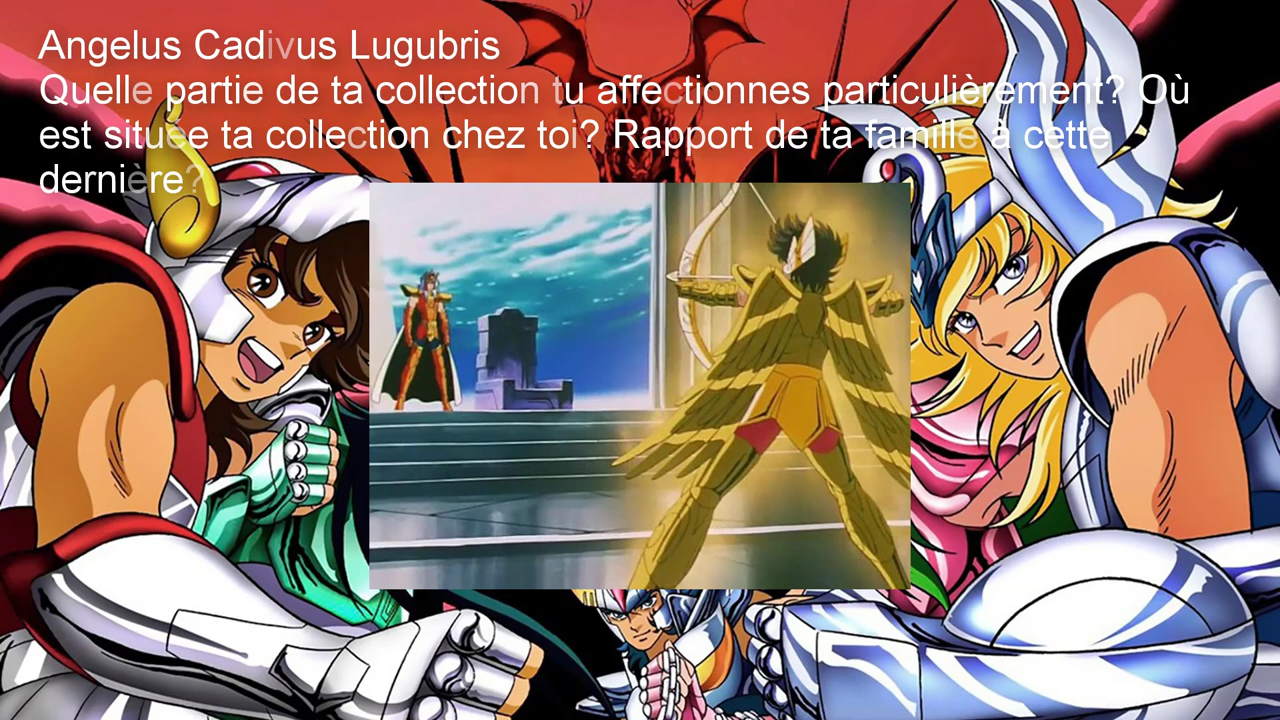 Angelus Cadivus Lugubris
Quelle partie de ta collection tu affectionnes particulièrement? Où
est située ta collection chez toi? Rapport de ta famille à cette
dernière?